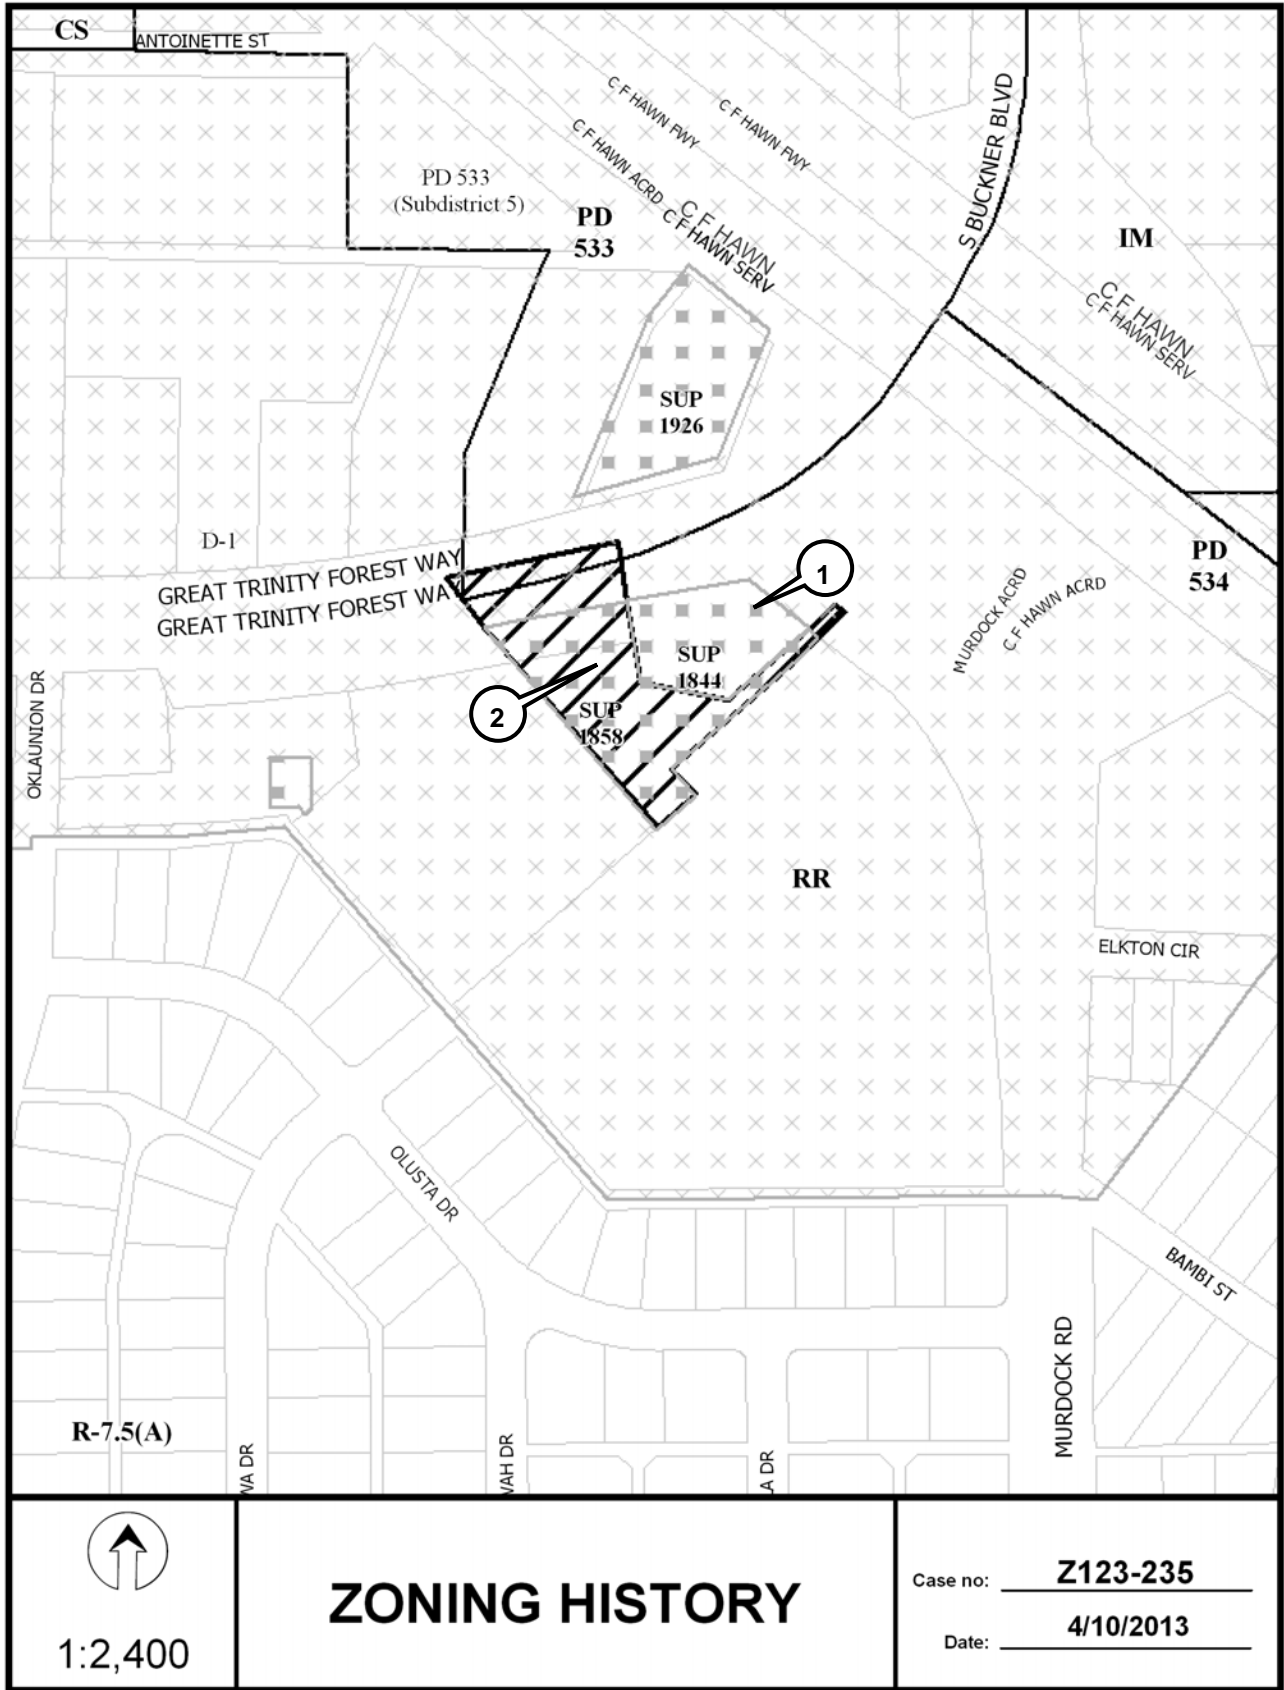 CS
ANTOINETTE ST
C F HAWN FWY
C F HAWN FWY
C F HAWN ACRD
S BUCKNER BLVD
PD 533
(Subdistrict 5)
PD
533
C F HAWN
C F HAWN SERV
IM
C F HAWN
C F HAWN SERV
SUP
1926
D-1
GREAT TRINITY FOREST WAY
GREAT TRINITY FOREST WA
1
PD
534
MURDOCK ACRD
C F HAWN ACRD
SUP
1844
2
SUP
1858
OKLAUNION DR
RR
ELKTON CIR
OLUSTA DR
BAMBI ST
MURDOCK RD
R-7.5(A)
WA DR
VAH DR
A DR
1:2,400
ZONING HISTORY
Case no: Z123-235
Date: 4/10/2013